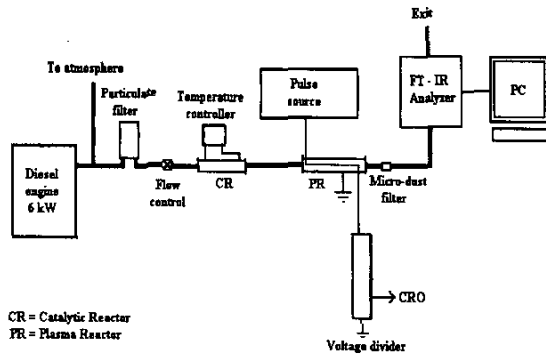 Exit
To atmosphere
Particulate
filter
Temperature
controller
Pulse
source
FT - IR
Analyzer
PC
Diesel
engine
6 kW
Flow
control
CR
PR
Micro-dust
filter
CRO
Voltage divider
CR = Catalytic Reactor
PR = Plasma Reactor